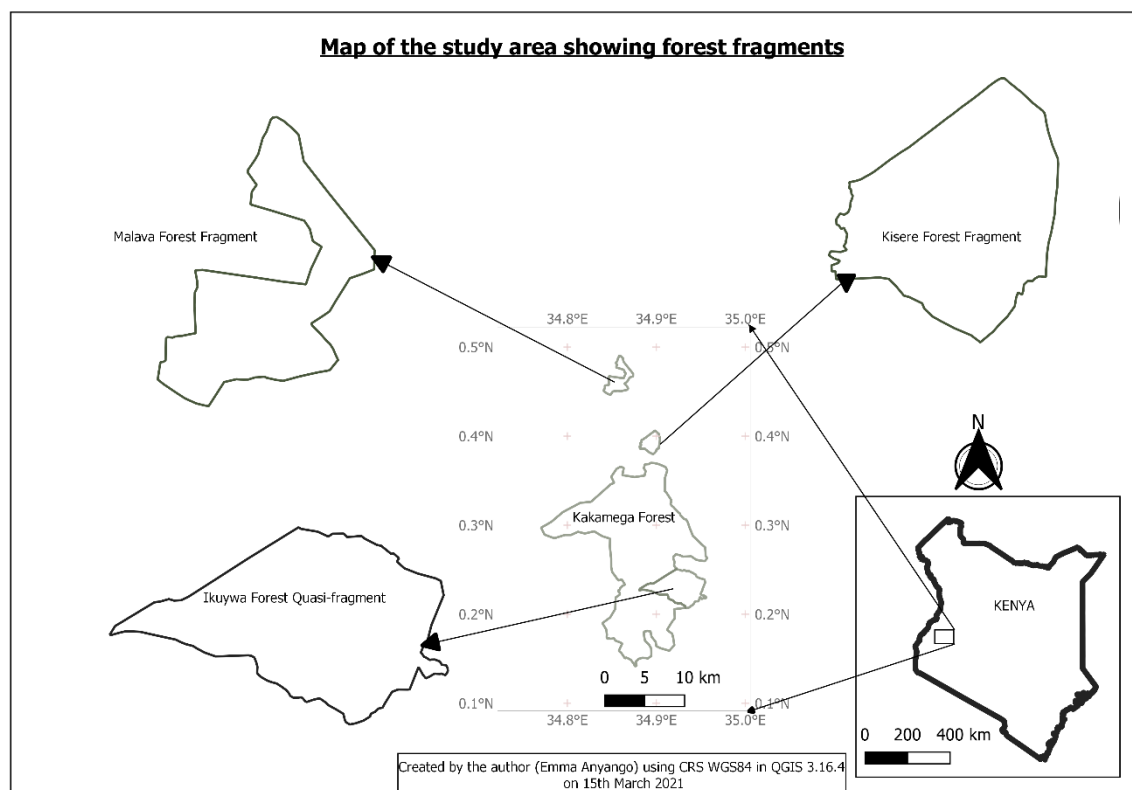 Map of the study area showing forest fragments
Malava Forest Fragment
Kisere Forest Fragment
34.8°E 34.9°E 35.0°E
0.5°N 0.5°N
0.4°N 0.4°N
N
Kakamega Forest
0.3°N 0.3°N
Ikuywa Forest Quasi-fragment
KENYA
0.2°N 0.2°N
0 5 10 km
0.1°N 0.1°N
34.8°E 34.9°E 35.0°E
0 200 400 km
Created by the author (Emma Anyango) using CRS WGS84 in QGIS 3.16.4
on 15th March 2021